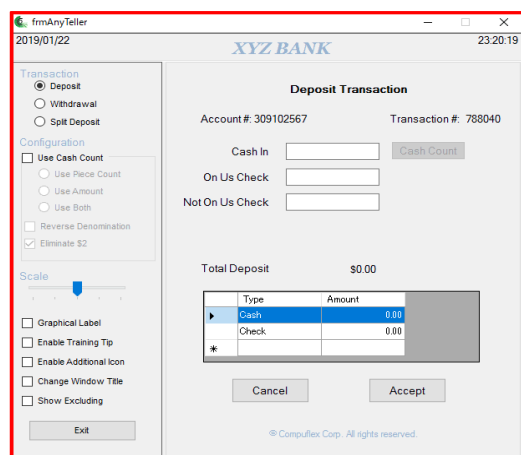 frmAnyTeller
2019/01/22
XYZ BANK
23:20:19
Transaction
Deposit
Withdrawal
Split Deposit
Configuration
Use Cash Count
Use Piece Count
Use Amount
Use Both
Reverse Denomination
Eliminate $2
Scale
Graphical Label
Enable Training Tip
Enable Additional Icon
Change Window Title
Show Excluding
Exit
Deposit Transaction
Account #: 309102567 Transaction #: 788040
Cash In Cash Count
On Us Check
Not On Us Check
Total Deposit $0.00
Type Amount
Cash 0.00
Check 0.00
Cancel Accept
© Compuflex Corp. All rights reserved.